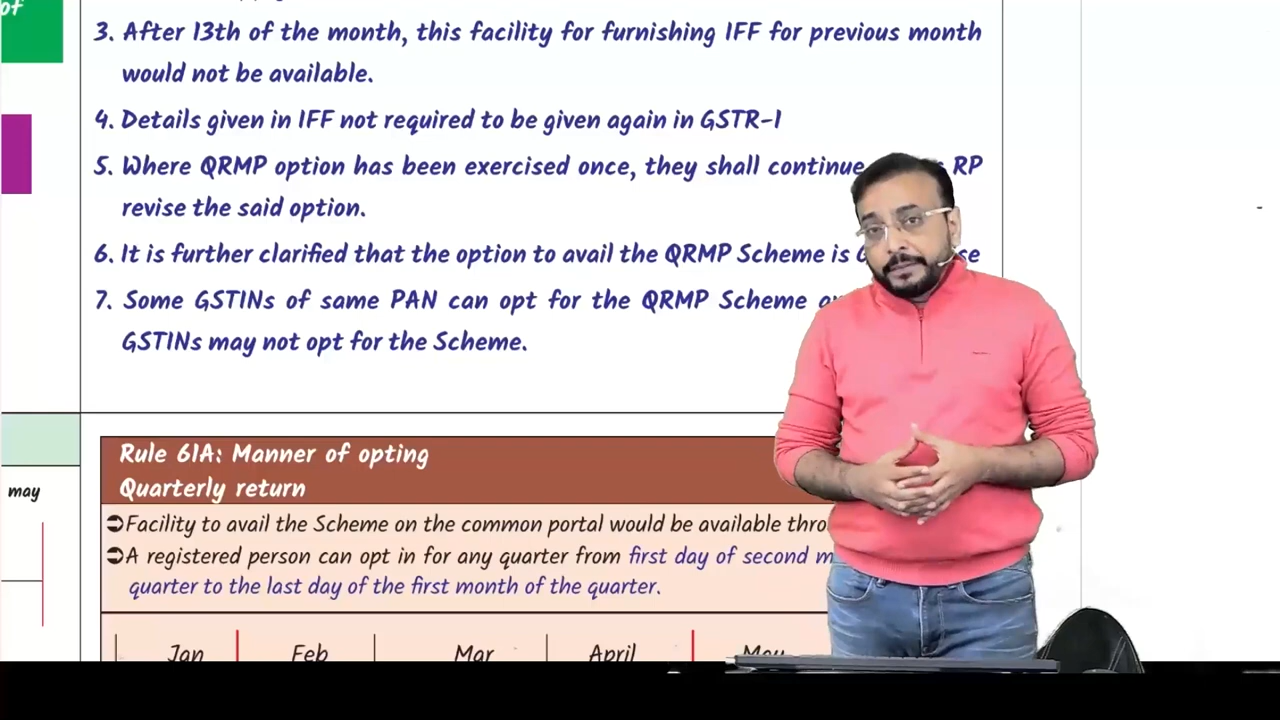 of
3. After 13th of the month, this facility for furnishing IFF for previous month
would not be available.
4. Details given in IFF not required to be given again in GSTR-1
5. Where QRMP option has been exercised once, they shall continue RP
revise the said option.
6. It is further clarified that the option to avail the QRMP Scheme is
7. Some GSTINs of same PAN can opt for the QRMP Scheme
GSTINs may not opt for the Scheme.
Rule 61A: Manner of opting
Quarterly return
may
➲Facility to avail the Scheme on the common portal would be available thro
➲A registered person can opt in for any quarter from first day of second m
quarter to the last day of the first month of the quarter.
Jan Feb Mar April May